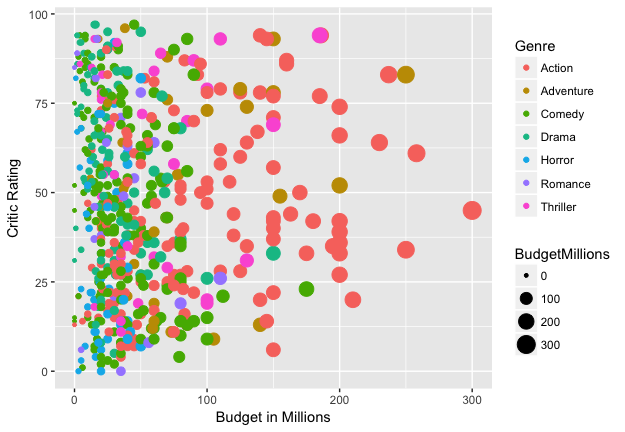 100
75
50
25
0
Critic Rating
0
100
200
300
Budget in Millions
Genre
Action
Adventure
Comedy
Drama
Horror
Romance
Thriller
BudgetMillions
0
100
200
300